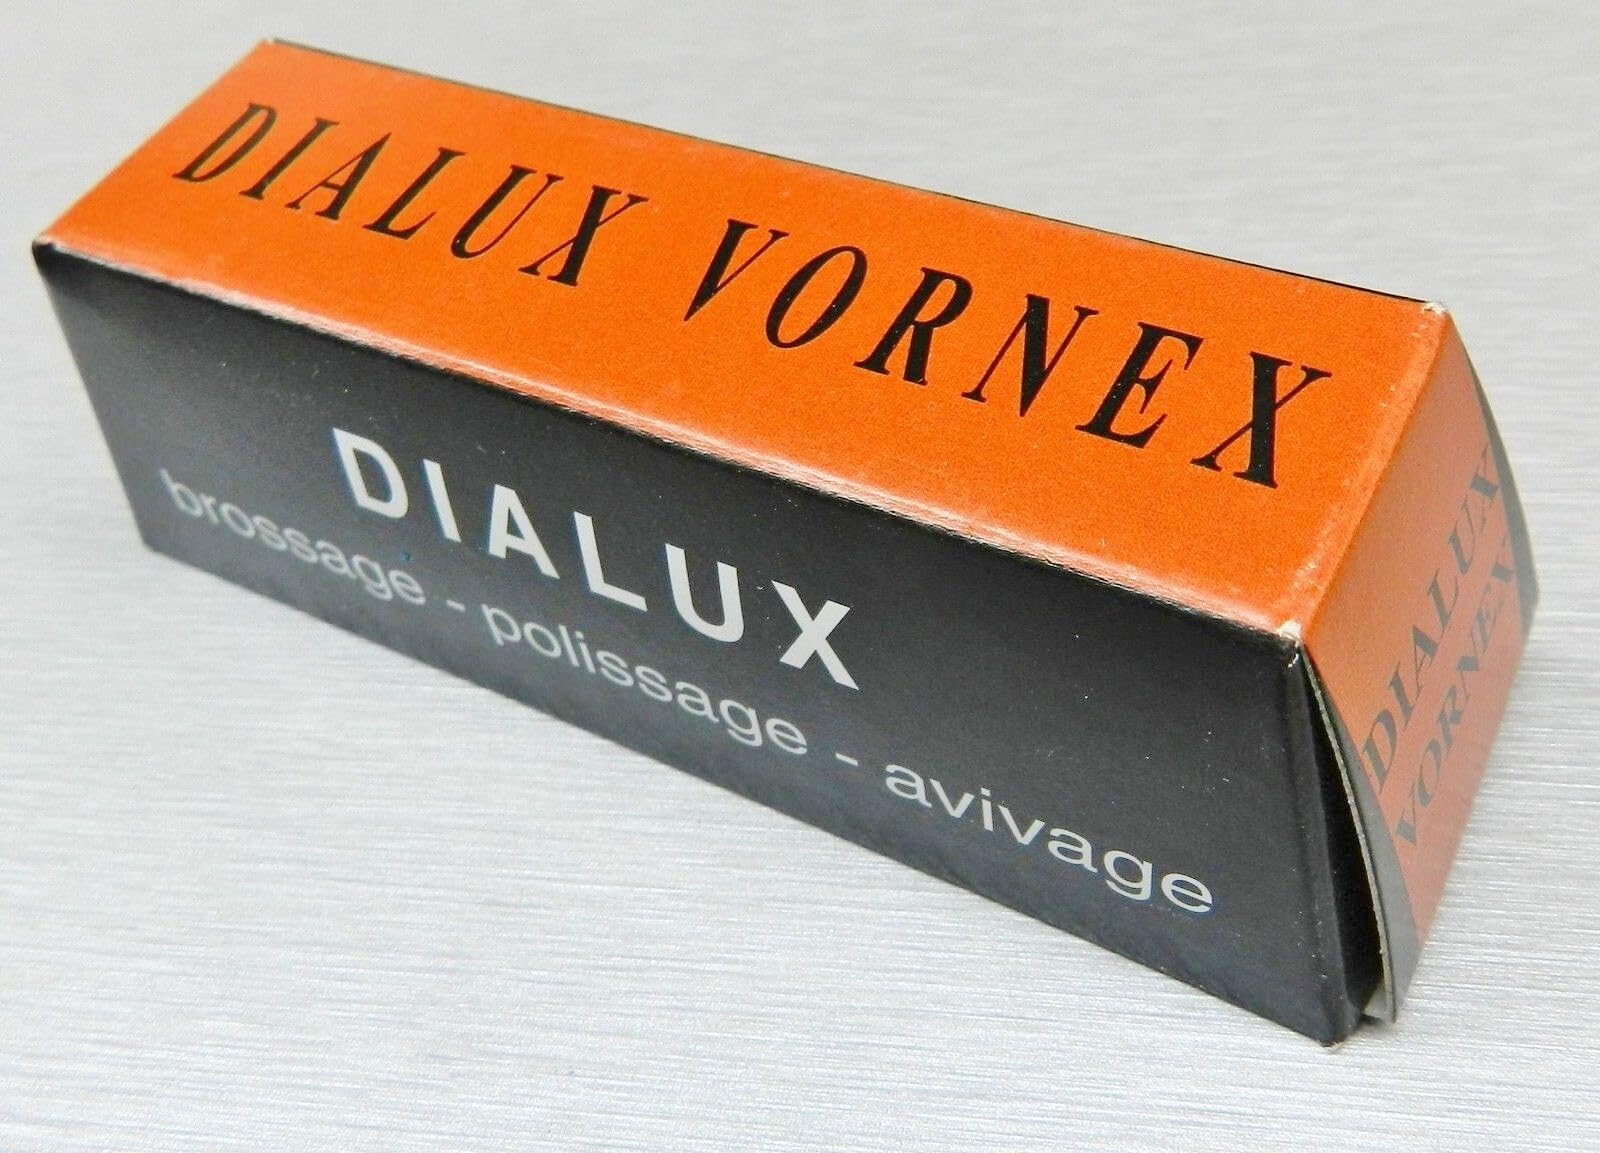 DIALUX VORNEX
DIALUX
brossage - polissage - avivage
DIALUX
VORNEX